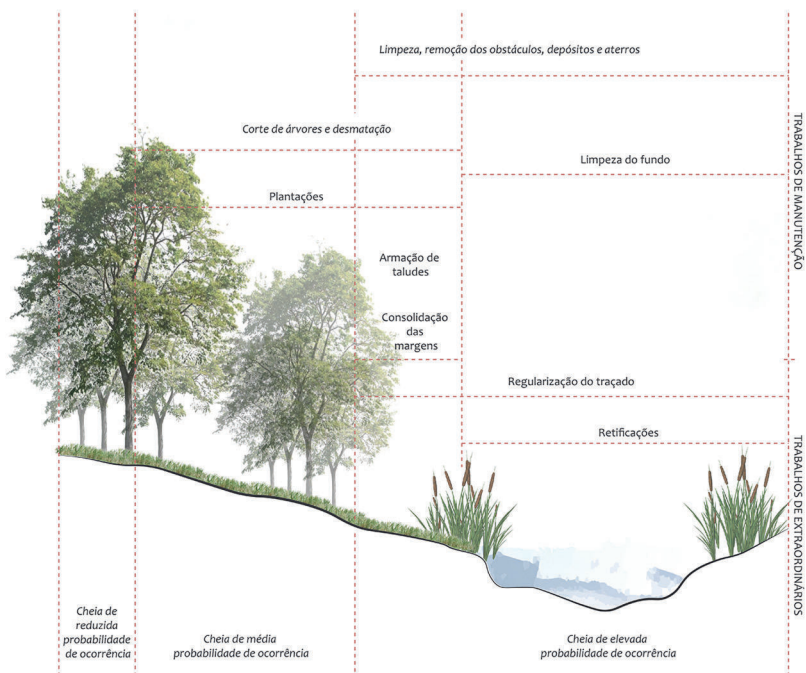 Limpeza, remoção dos obstáculos, depósitos e aterros
Corte de árvores e desmatação
Limpeza do fundo
Plantações
Armação de
taludes
Consolidação
das
margens
Regularização do traçado
Retificações
TRABALHOS DE MANUTENÇÃO
TRABALHOS DE EXTRAORDINÁRIOS
Cheia de
reduzida
probabilidade
de ocorrência
Cheia de média
probabilidade de ocorrência
Cheia de elevada
probabilidade de ocorrência